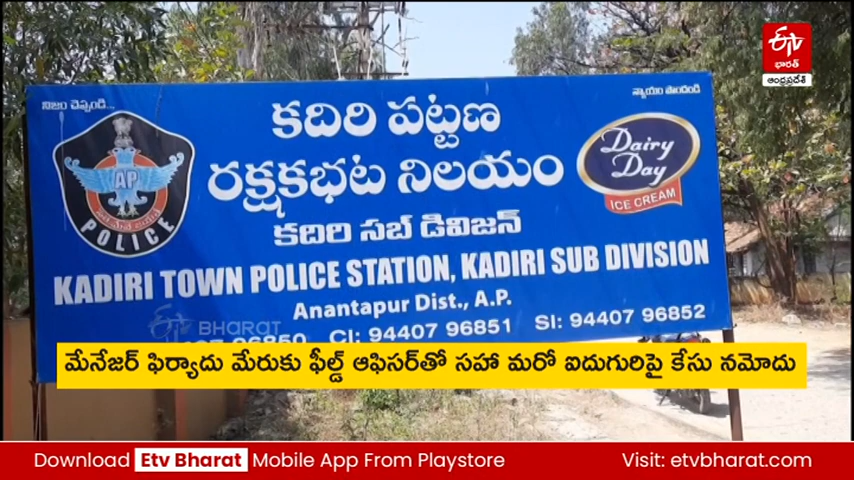 ETV
భారత్
ఆంధ్రప్రదేశ్
నిజం చెప్పండి...
న్యాయం పొందండి
కదిరి పట్టణ
రక్షకభట నిలయం
కదిరి సబ్ డివిజన్
AP
POLICE
Dairy
Day
ICE CREAM
KADIRI TOWN POLICE STATION, KADIRI SUB DIVISION
Anantapur Dist., A.P.
BHARAT
96850 CI: 94407 96851 SI: 94407 96852
మేనేజర్ ఫిర్యాదు మేరుకు ఫీల్డ్ ఆఫిసర్‌తో సహా మరో ఐదుగురిపై కేసు నమోదు
Download Etv Bharat Mobile App From Playstore Visit: etvbharat.com